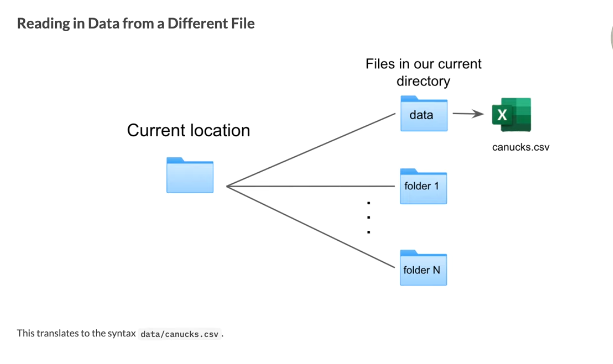 Reading in Data from a Different File
Files in our current
directory
Current location
data
X
canucks.csv
folder 1
folder N
This translates to the syntax data/canucks.csv.